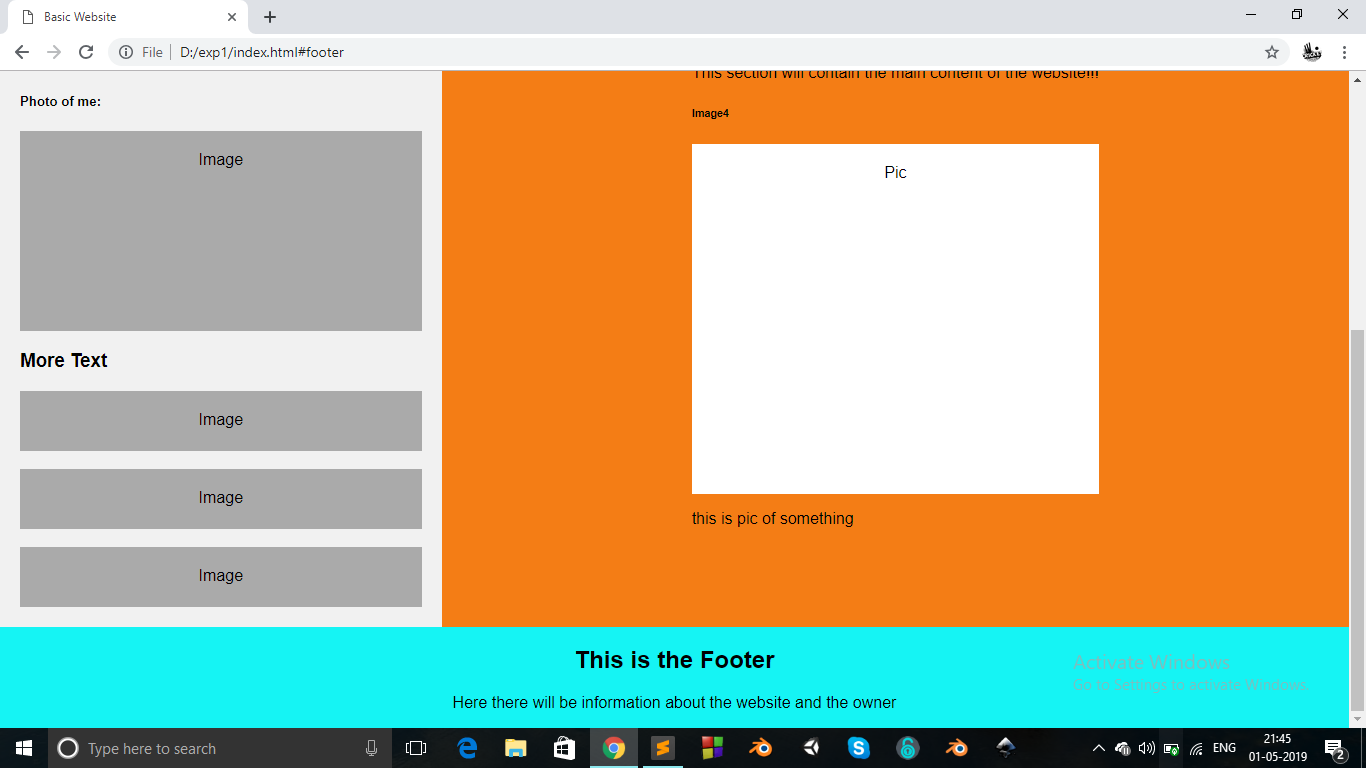 Basic Website
File
D:/exp1/index.html#footer
Photo of me:
Image
More Text
Image
Image
Image
This section will contain the main content of the website!!!
Image4
Pic
this is pic of something
This is the Footer
Here there will be information about the website and the owner
Activate Windows
Go to Settings to activate Windows.
Type here to search
ENG
21:45
01-05-2019
2